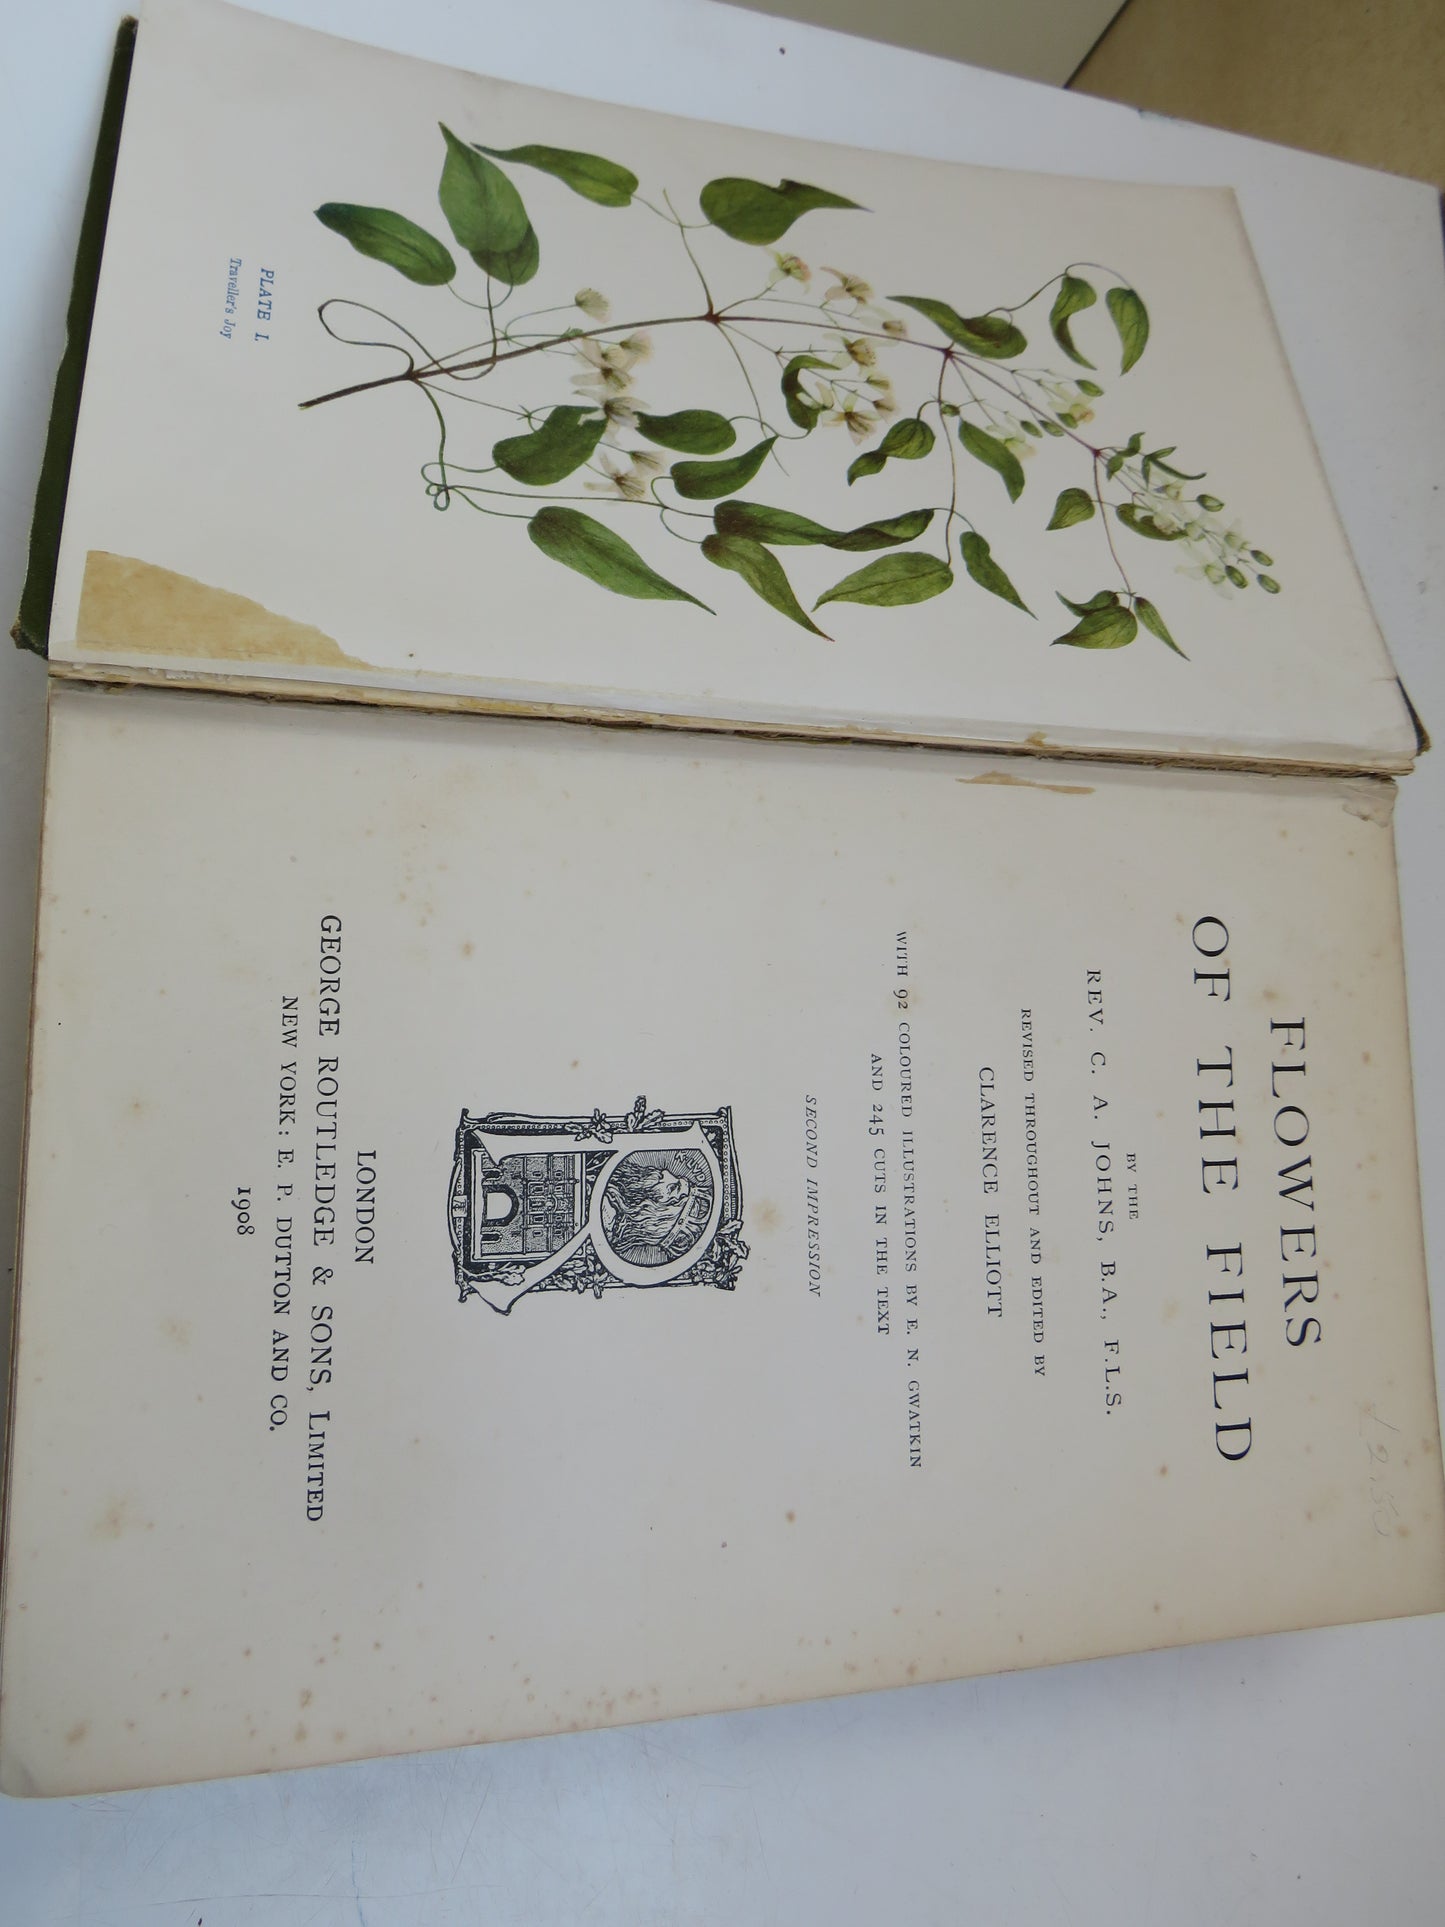 PLATE I.
Traveller's Joy
£2.50
FLOWERS
OF THE FIELD
BY THE
REV. C. A. JOHNS, B.A., F.L.S.
REVISED THROUGHOUT AND EDITED BY
CLARENCE ELLIOTT
WITH 92 COLOURED ILLUSTRATIONS BY E. N. GWATKIN
AND 245 CUTS IN THE TEXT
SECOND IMPRESSION
LONDON
GEORGE ROUTLEDGE & SONS, LIMITED
NEW YORK: E. P. DUTTON AND CO.
1908